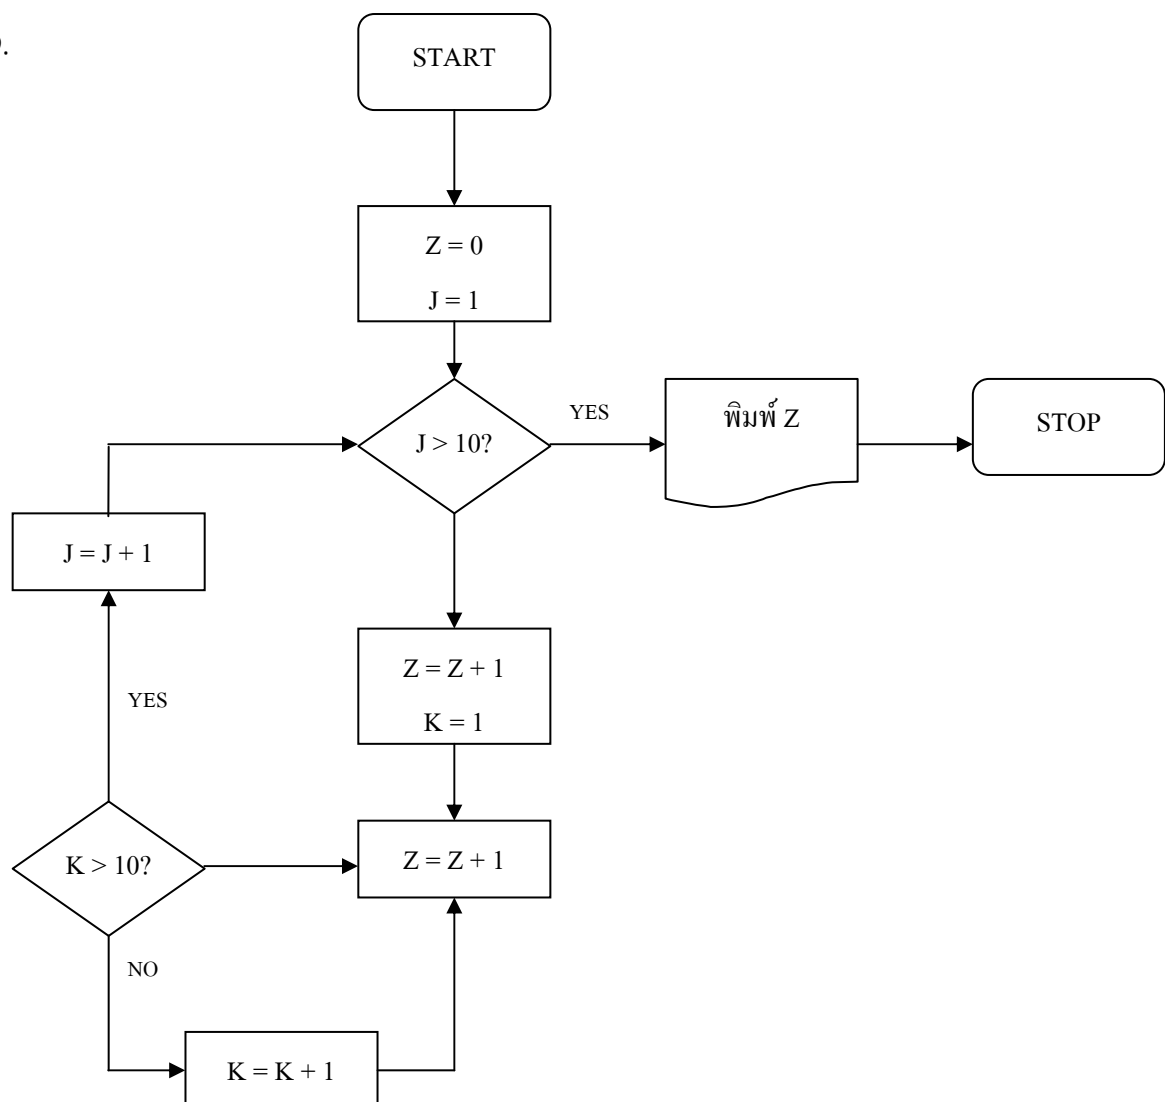 START
Z = 0
J = 1
J > 10?
YES
พิมพ์ Z
STOP
J = J + 1
Z = Z + 1
K = 1
YES
K > 10?
Z = Z + 1
NO
K = K + 1